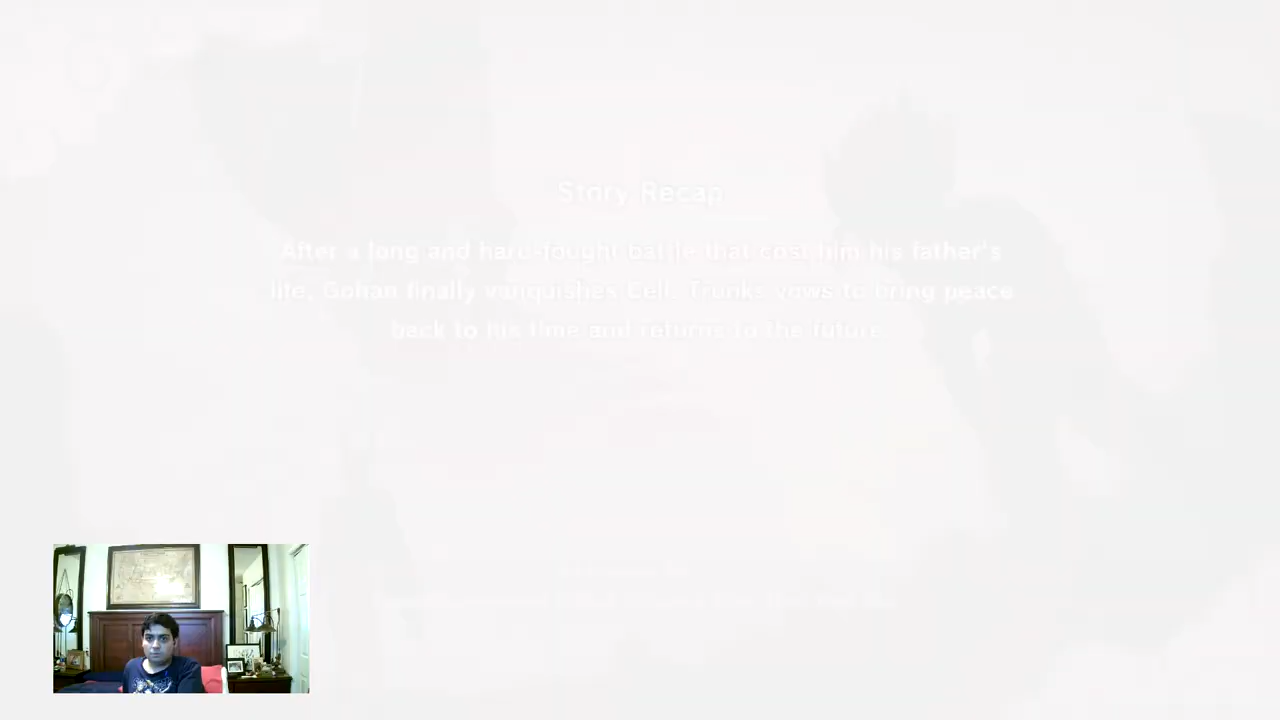 Story Recap
After a long and hard-fought battle that cost him his father's
life, Gohan finally vanquishes Cell. Trunks vows to bring peace
back to his time and returns to the future.